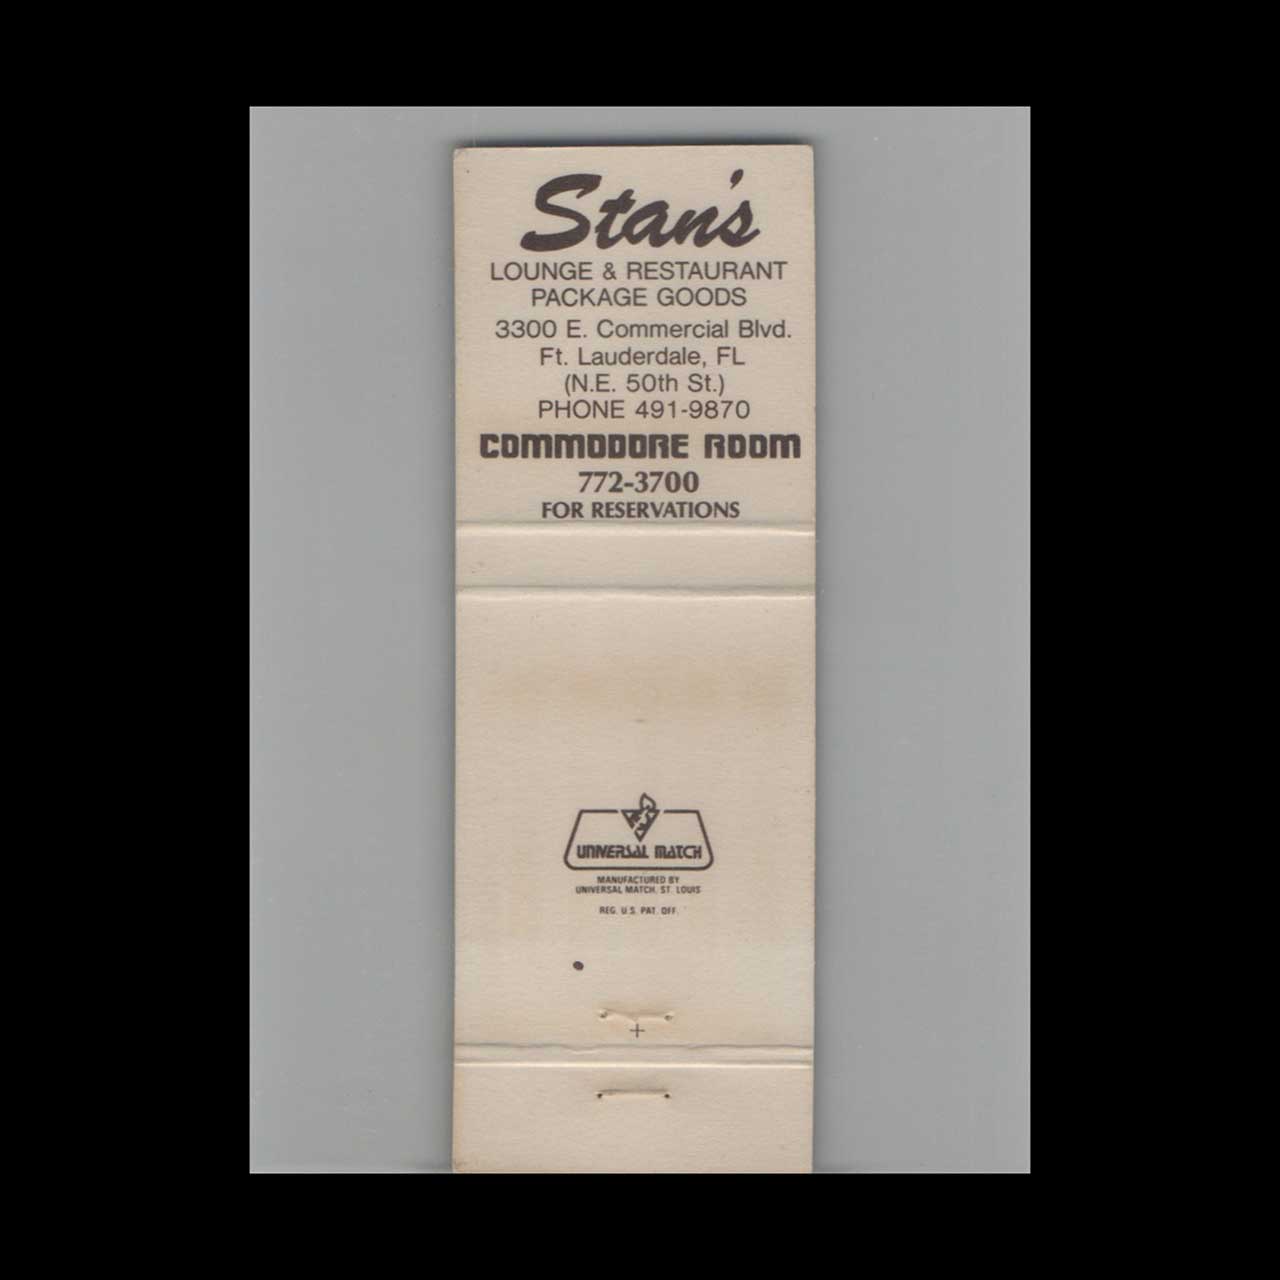 Stan's
LOUNGE & RESTAURANT
PACKAGE GOODS
3300 E. Commercial Blvd.
Ft. Lauderdale, FL
(N.E. 50th St.)
PHONE 491-9870
COMMODORE ROOM
772-3700
FOR RESERVATIONS
UNIVERSAL MATCH
MANUFACTURED BY
UNIVERSAL MATCH, ST. LOUIS
REG. U.S. PAT. OFF.